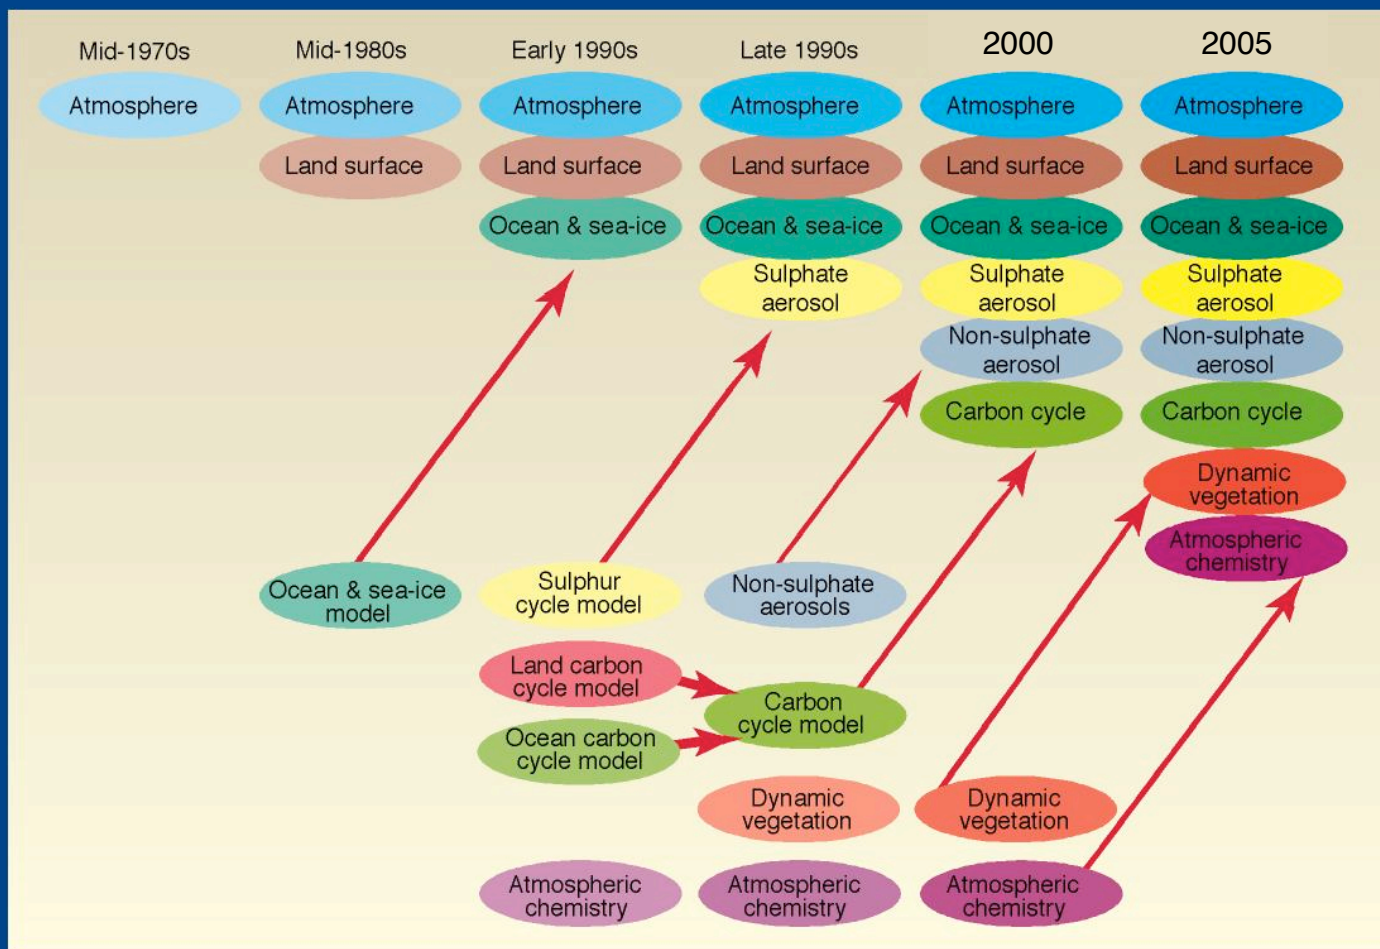 Mid-1970s
Mid-1980s
Early 1990s
Late 1990s
2000
2005
Atmosphere
Atmosphere
Atmosphere
Atmosphere
Atmosphere
Atmosphere
Land surface
Land surface
Land surface
Land surface
Land surface
Ocean & sea-ice
Ocean & sea-ice
Ocean & sea-ice
Ocean & sea-ice
Sulphate
aerosol
Sulphate
aerosol
Sulphate
aerosol
Non-sulphate
aerosol
Non-sulphate
aerosol
Carbon cycle
Carbon cycle
Dynamic
vegetation
Atmospheric
chemistry
Ocean & sea-ice
model
Sulphur
cycle model
Non-sulphate
aerosols
Land carbon
cycle model
Carbon
cycle model
Ocean carbon
cycle model
Dynamic
vegetation
Dynamic
vegetation
Atmospheric
chemistry
Atmospheric
chemistry
Atmospheric
chemistry